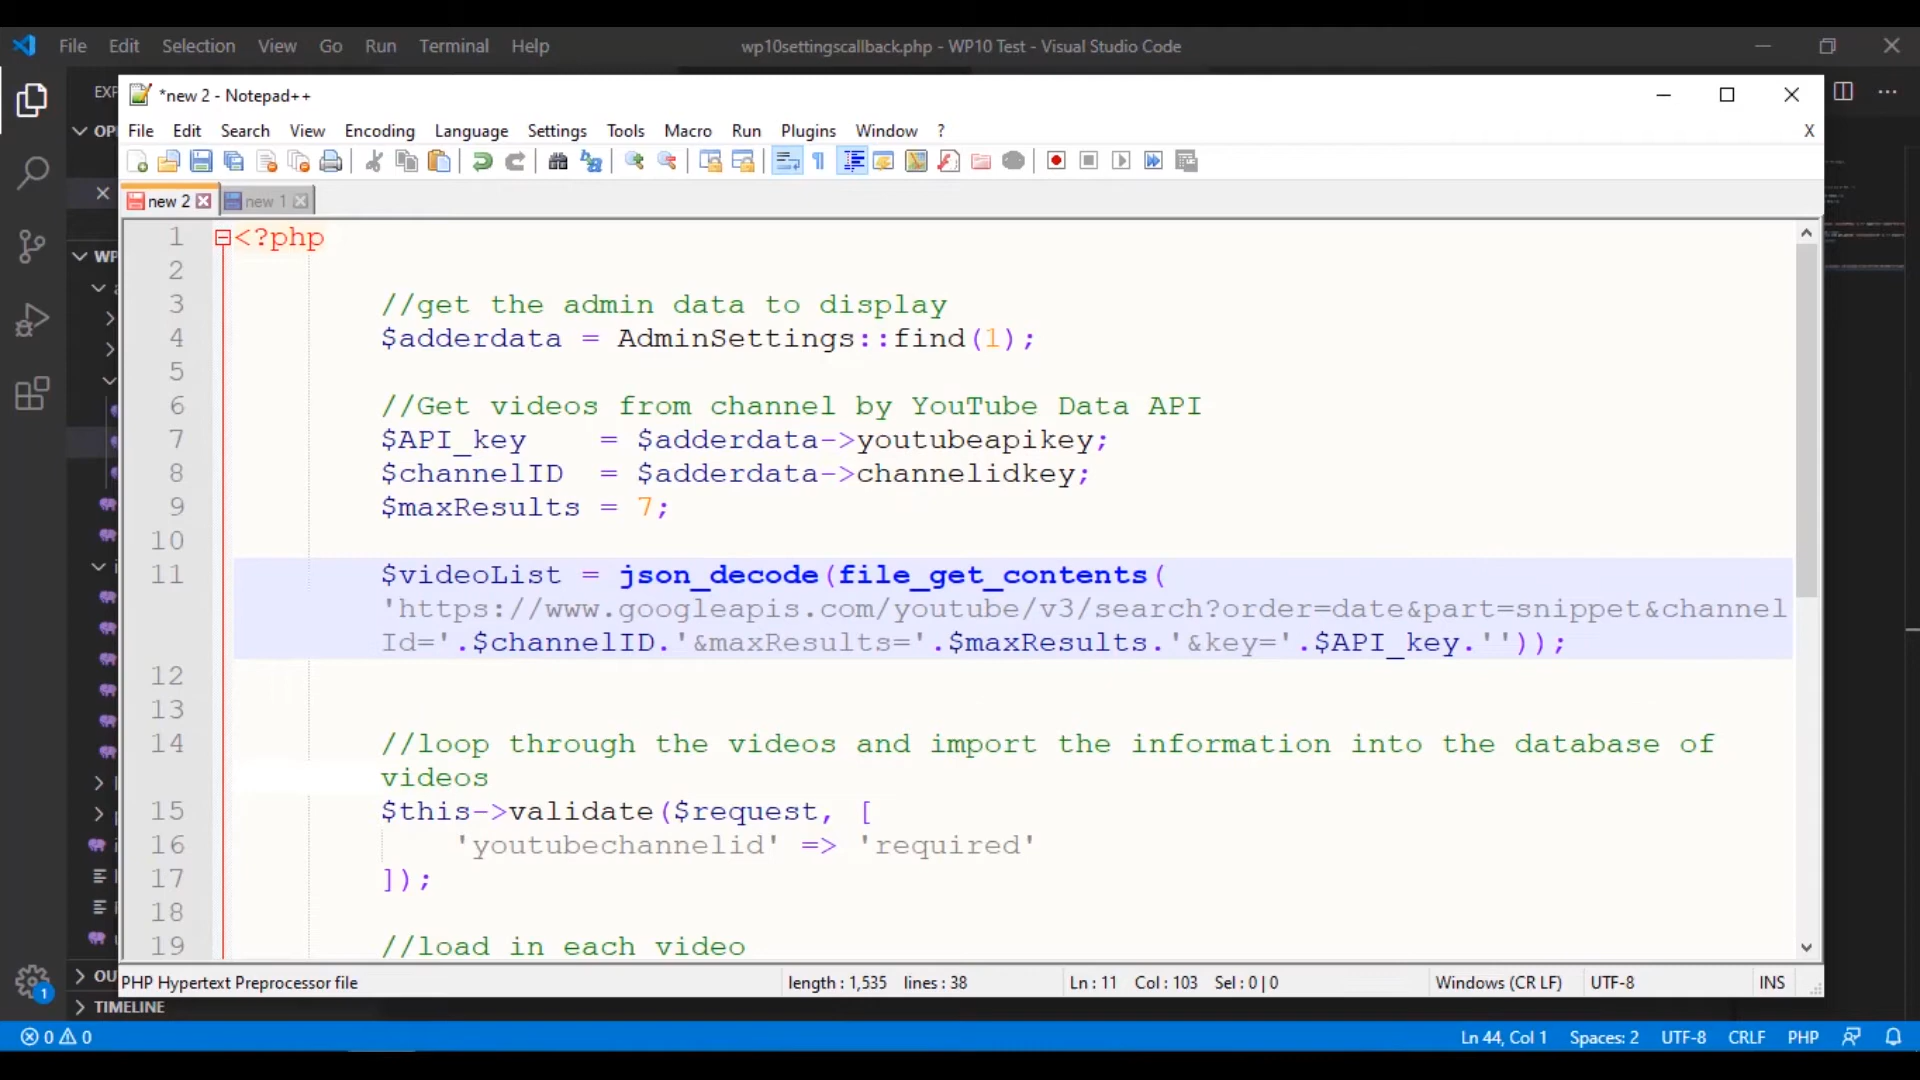 File Edit Selection View Go Run Terminal Help
wp10settingscallback.php - WP10 Test - Visual Studio Code
EXP
*new 2 - Notepad++
OP
File Edit Search View Encoding Language Settings Tools Macro Run Plugins Window ? X
new 2 new 1
1 <?php
2
WP
3 //get the admin data to display
4 $adderdata = AdminSettings::find(1);
5
6 //Get videos from channel by YouTube Data API
7 $API_key = $adderdata->youtubeapikey;
8 $channelID = $adderdata->channelidkey;
9 $maxResults = 7;
10
11 $videoList = json_decode(file_get_contents(
'https://www.googleapis.com/youtube/v3/search?order=date&part=snippet&channel
Id='.$channelID.'&maxResults='.$maxResults.'&key='.$API_key.''));
12
13
14 //loop through the videos and import the information into the database of
videos
15 $this->validate($request, [
16 'youtubechannelid' => 'required'
17 ]);
18
19 //load in each video
OU
PHP Hypertext Preprocessor file length : 1,535 lines : 38 Ln : 11 Col : 103 Sel : 0 | 0 Windows (CR LF) UTF-8 INS
1
TIMELINE
0 0 Ln 44, Col 1 Spaces: 2 UTF-8 CRLF PHP